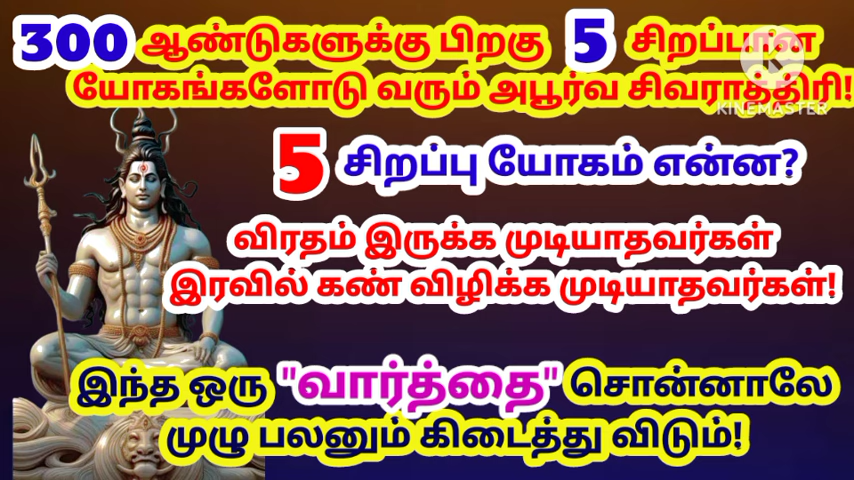 300 ஆண்டுகளுக்கு பிறகு 5 சிறப்பான
யோகங்களோடு வரும் அபூர்வ சிவராத்திரி!
KINEMASTER
5 சிறப்பு யோகம் என்ன?
விரதம் இருக்க முடியாதவர்கள்
இரவில் கண் விழிக்க முடியாதவர்கள்!
இந்த ஒரு "வார்த்தை" சொன்னாலே
முழு பலனும் கிடைத்து விடும்!